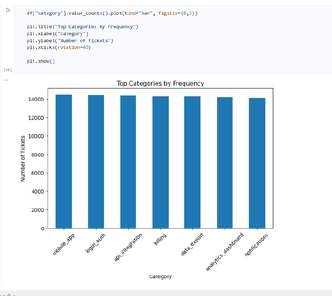 df["category"].value_counts().plot(kind="bar", figsize=(8,5))
plt.title("Top Categories by Frequency")
plt.xlabel("Category")
plt.ylabel("Number of Tickets")
plt.xticks(rotation=45)
plt.show()
Top Categories by Frequency
Number of Tickets
14000
12000
10000
8000
6000
4000
2000
0
mobile_app
login_auth
api_integration
billing
data_export
analytics_dashboard
notifications
Category